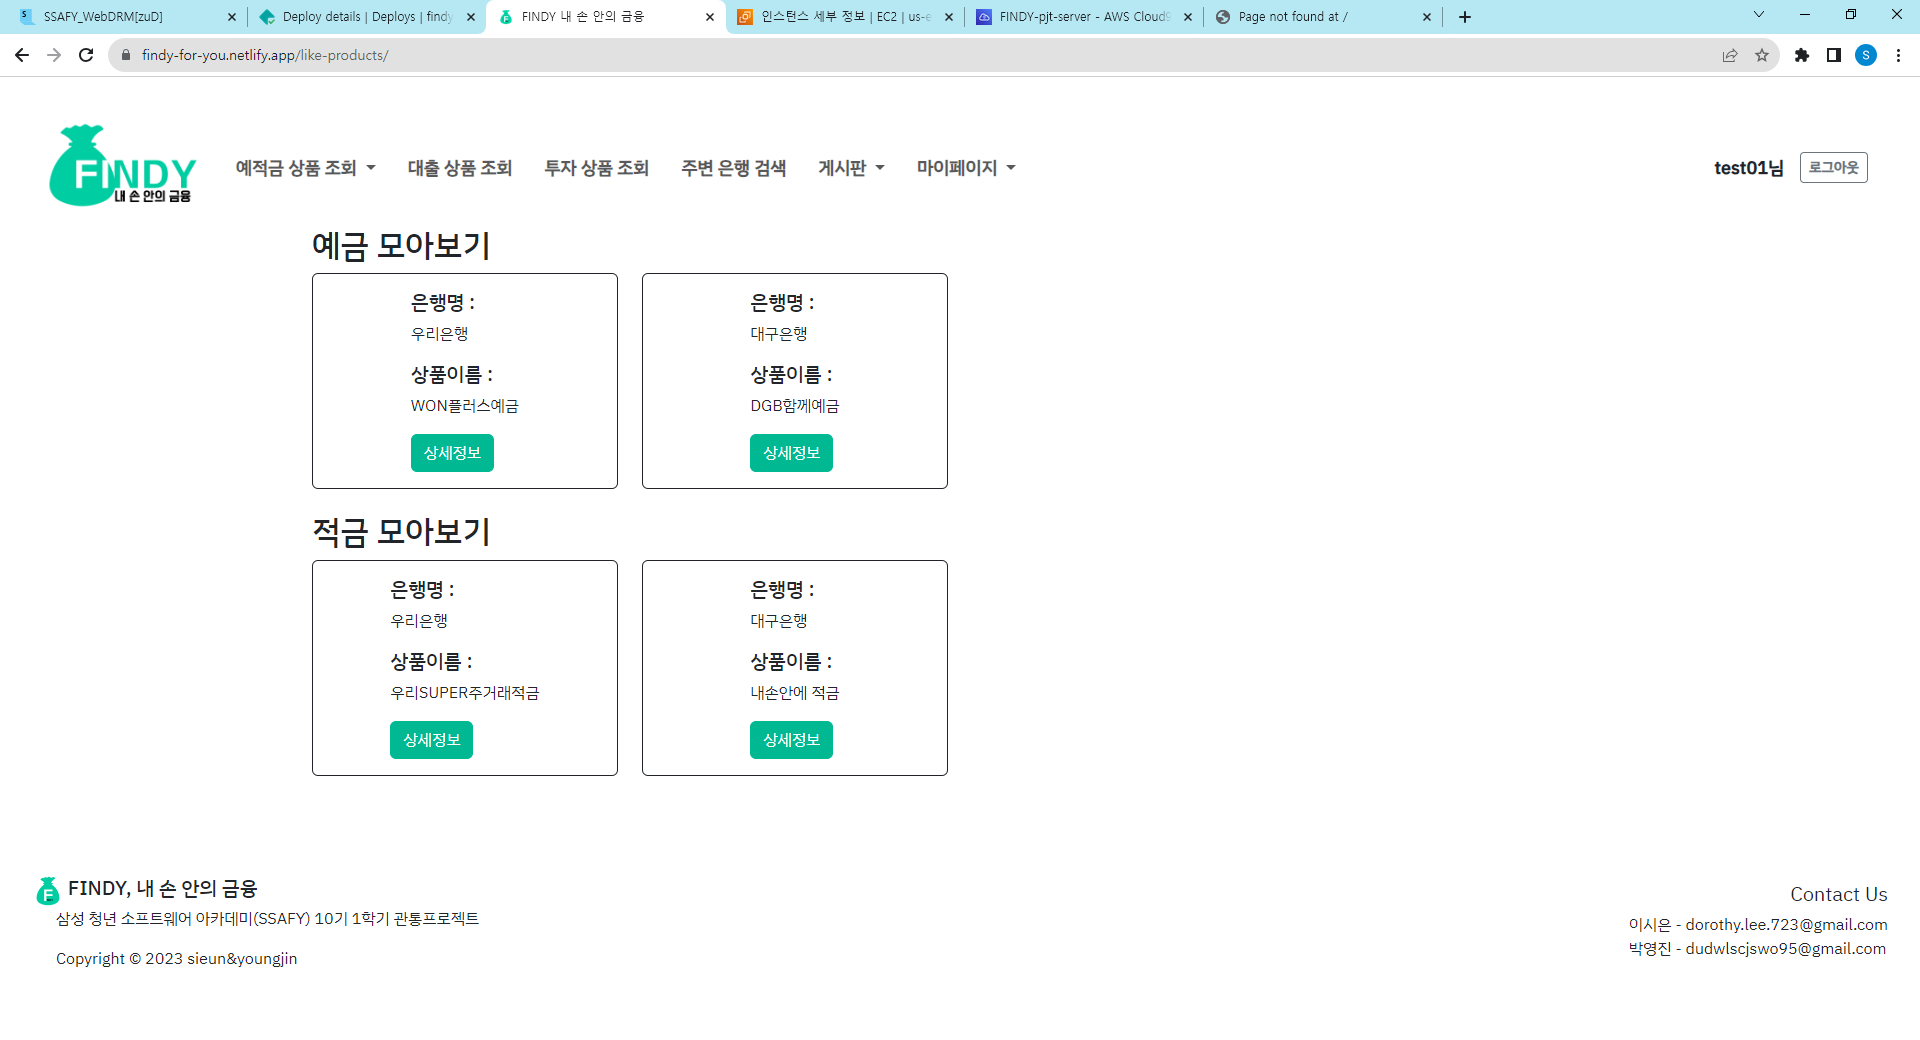 SSAFY_WebDRM[zuD]
Deploy details | Deploys | findy
FINDY 내 손 안의 금융
인스턴스 세부 정보 | EC2 | us-e
FINDY-pjt-server - AWS Cloud9
Page not found at /
findy-for-you.netlify.app/like-products/
S
FINDY
내 손 안의 금융
예적금 상품 조회
대출 상품 조회
투자 상품 조회
주변 은행 검색
게시판
마이페이지
test01님
로그아웃
예금 모아보기
은행명 :
우리은행
상품이름 :
WON플러스예금
상세정보
은행명 :
대구은행
상품이름 :
DGB함께예금
상세정보
적금 모아보기
은행명 :
우리은행
상품이름 :
우리SUPER주거래적금
상세정보
은행명 :
대구은행
상품이름 :
내손안에 적금
상세정보
FINDY, 내 손 안의 금융
삼성 청년 소프트웨어 아카데미(SSAFY) 10기 1학기 관통프로젝트
Copyright © 2023 sieun&youngjin
Contact Us
이시은 - dorothy.lee.723@gmail.com
박영진 - dudwlscjswo95@gmail.com